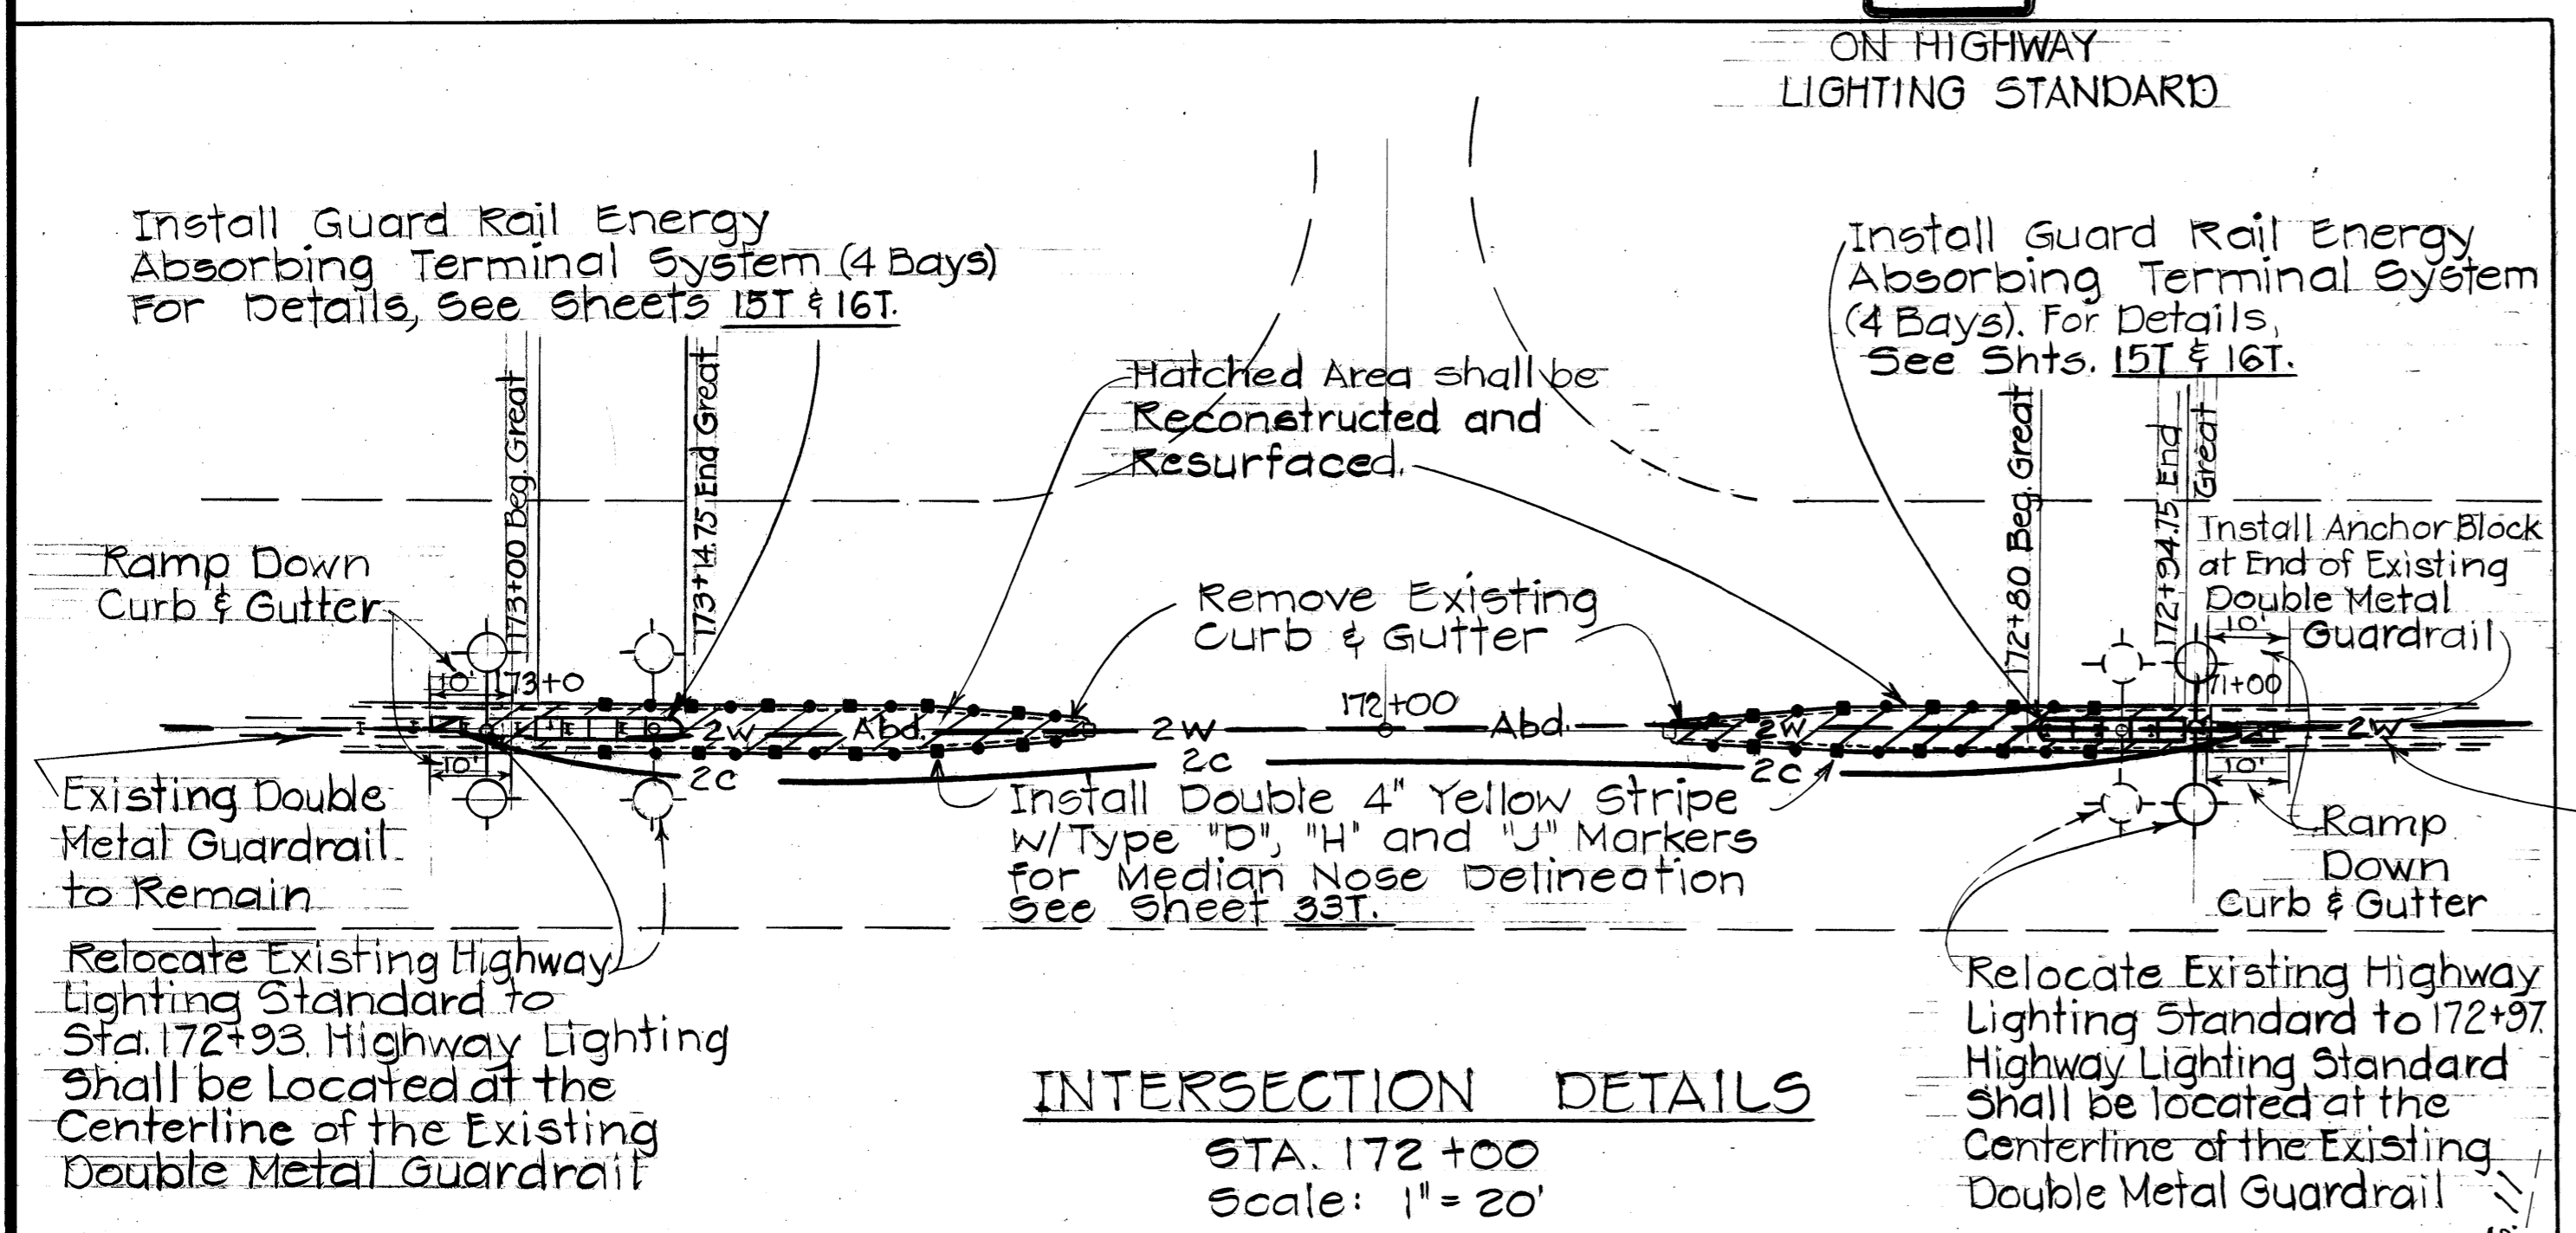 ON HIGHWAY
LIGHTING STANDARD
Install Guard Rail Energy
Absorbing Terminal System (4 Bays)
For Details, See Sheets 15T & 16T.
Install Guard Rail Energy
Absorbing Terminal System
(4 Bays). For Details,
See Shts. 15T & 16T.
Hatched Area shall be
Reconstructed and
Resurfaced.
173+00 Beg. Great
173+14.75 End Great
172+80 Beg. Great
172+94.75 End
Great
Ramp Down
Curb & Gutter
Remove Existing
Curb & Gutter
Install Anchor Block
at End of Existing
Double Metal
Guardrail
10'
10'
173+0
172+00
171+00
2W
Abd.
2W
Abd.
2W
2W
2C
2C
2C
10'
10'
Existing Double
Metal Guardrail
to Remain
Install Double 4" Yellow Stripe
w/Type "D", "H" and "J" Markers
for Median Nose Delineation
See Sheet 33T.
Ramp
Down
Curb & Gutter
Relocate Existing Highway
Lighting Standard to
Sta. 172+93. Highway Lighting
Shall be Located at the
Centerline of the Existing
Double Metal Guardrail
Relocate Existing Highway
Lighting Standard to 172+97.
Highway Lighting Standard
Shall be located at the
Centerline of the Existing
Double Metal Guardrail
INTERSECTION DETAILS
STA. 172+00
Scale: 1" = 20'